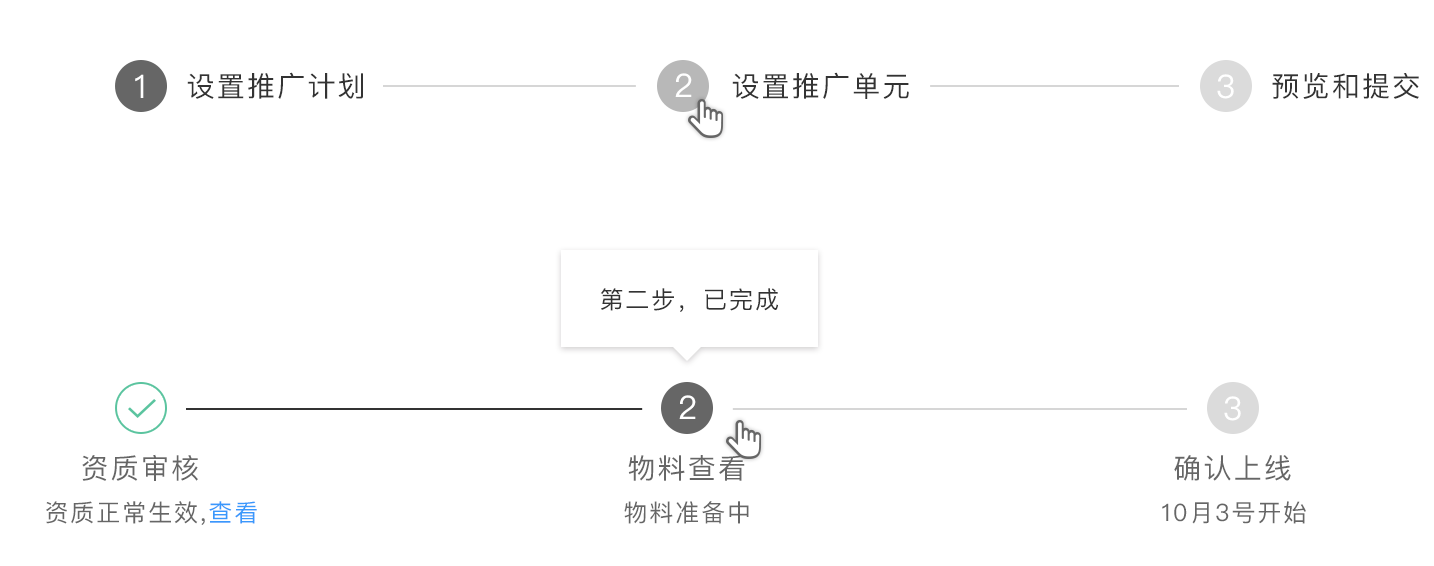 1 设置推广计划 2 设置推广单元 3 预览和提交
第二步，已完成
2 3
资质审核 物料查看 确认上线
资质正常生效,查看 物料准备中 10月3号开始